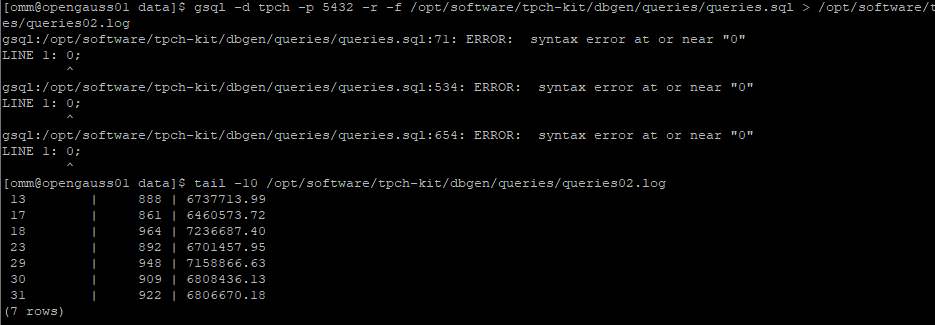 [omm@opengauss01 data]$ gsql -d tpch -p 5432 -r -f /opt/software/tpch-kit/dbgen/queries/queries.sql > /opt/software/t
es/queries02.log
gsql:/opt/software/tpch-kit/dbgen/queries/queries.sql:71: ERROR:  syntax error at or near "0"
LINE 1: 0;
        ^
gsql:/opt/software/tpch-kit/dbgen/queries/queries.sql:534: ERROR:  syntax error at or near "0"
LINE 1: 0;
        ^
gsql:/opt/software/tpch-kit/dbgen/queries/queries.sql:654: ERROR:  syntax error at or near "0"
LINE 1: 0;
        ^
[omm@opengauss01 data]$ tail -10 /opt/software/tpch-kit/dbgen/queries/queries02.log
 13        |     888 | 6737713.99
 17        |     861 | 6460573.72
 18        |     964 | 7236687.40
 23        |     892 | 6701457.95
 29        |     948 | 7158866.63
 30        |     909 | 6808436.13
 31        |     922 | 6806670.18
(7 rows)